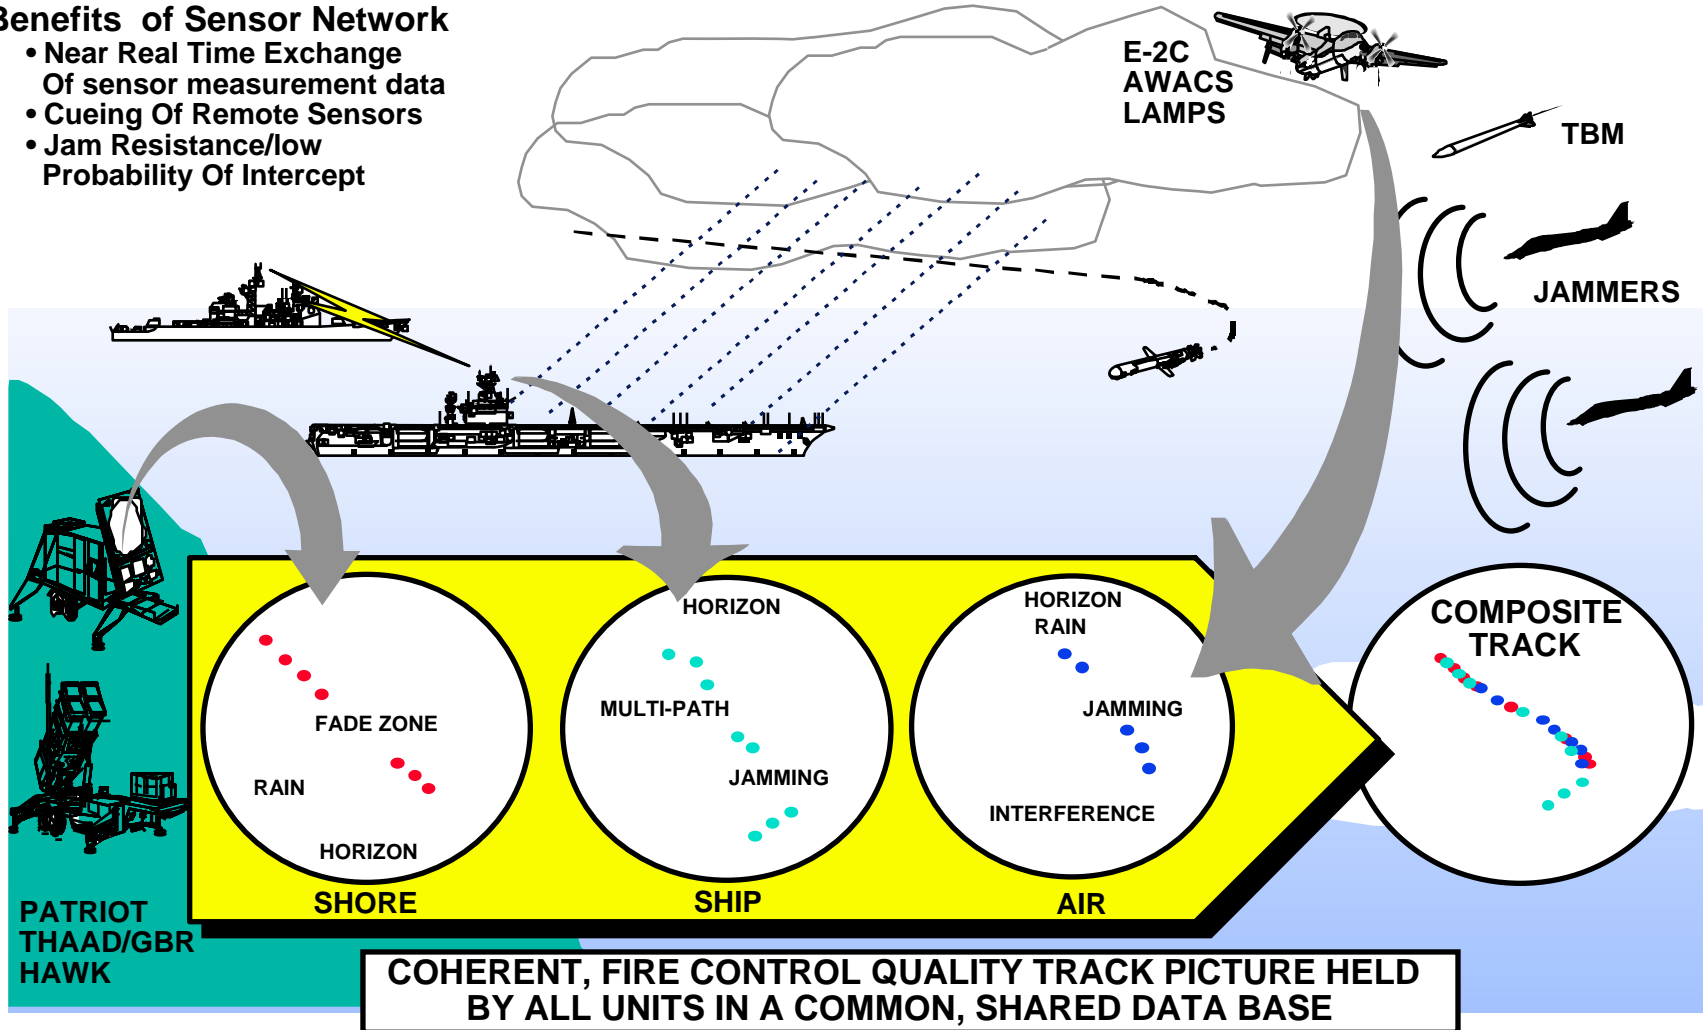 Benefits of Sensor Network
• Near Real Time Exchange
Of sensor measurement data
• Cueing Of Remote Sensors
• Jam Resistance/low
Probability Of Intercept
E-2C
AWACS
LAMPS
TBM
JAMMERS
HORIZON
MULTI-PATH
JAMMING
HORIZON
RAIN
JAMMING
INTERFERENCE
FADE ZONE
RAIN
HORIZON
COMPOSITE
TRACK
SHORE
SHIP
AIR
PATRIOT
THAAD/GBR
HAWK
COHERENT, FIRE CONTROL QUALITY TRACK PICTURE HELD
BY ALL UNITS IN A COMMON, SHARED DATA BASE